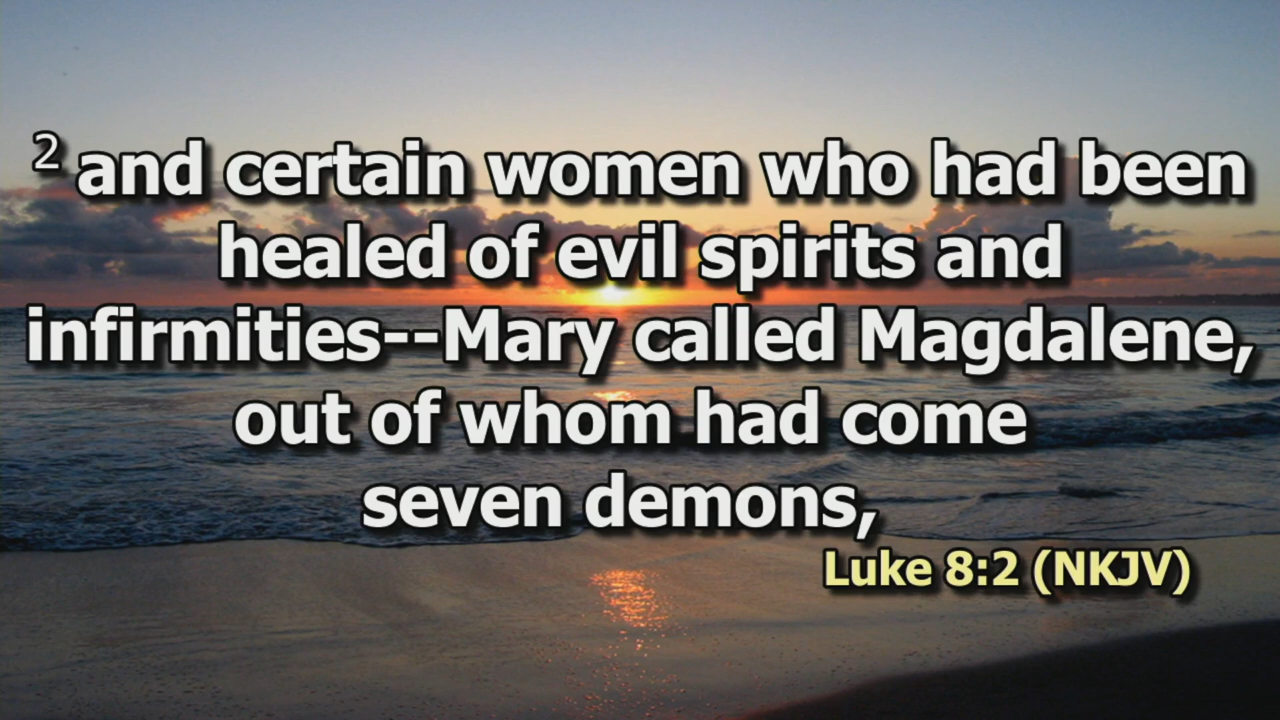 2 and certain women who had been
healed of evil spirits and
infirmities--Mary called Magdalene,
out of whom had come
seven demons,
Luke 8:2 (NKJV)